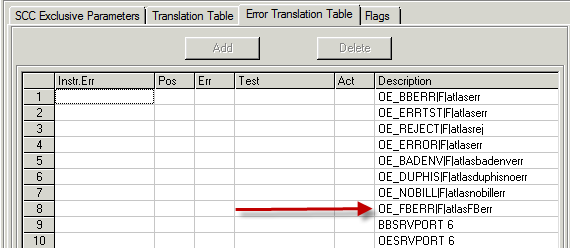 SCC Exclusive Parameters Translation Table Error Translation Table Flags
Add Delete
Instr.Err Pos Err Test Act Description
1 OE_BBERR|F|atlaserr
2 OE_ERRTST|F|atlaserr
3 OE_REJECT|F|atlasrej
4 OE_ERROR|F|atlaserr
5 OE_BADENV|F|atlasbadenverr
6 OE_DUPHIS|F|atlasduphisnoerr
7 OE_NOBILL|F|atlasnobillerr
8 OE_FBERR|F|atlasFBerr
9 BBSRVPORT 6
10 OESRVPORT 6